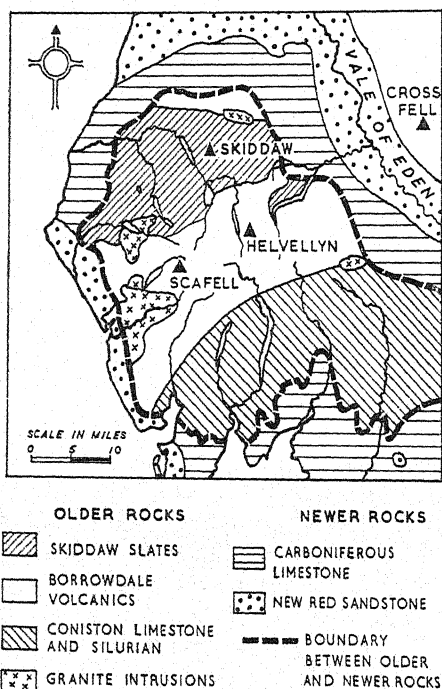 CROSS
FELL
VALE OF EDEN
SKIDDAW
HELVELLYN
SCAFELL
SCALE IN MILES
0 5 10
OLDER ROCKS
SKIDDAW SLATES
BORROWDALE
VOLCANICS
CONISTON LIMESTONE
AND SILURIAN
GRANITE INTRUSIONS
NEWER ROCKS
CARBONIFEROUS
LIMESTONE
NEW RED SANDSTONE
BOUNDARY
BETWEEN OLDER
AND NEWER ROCKS